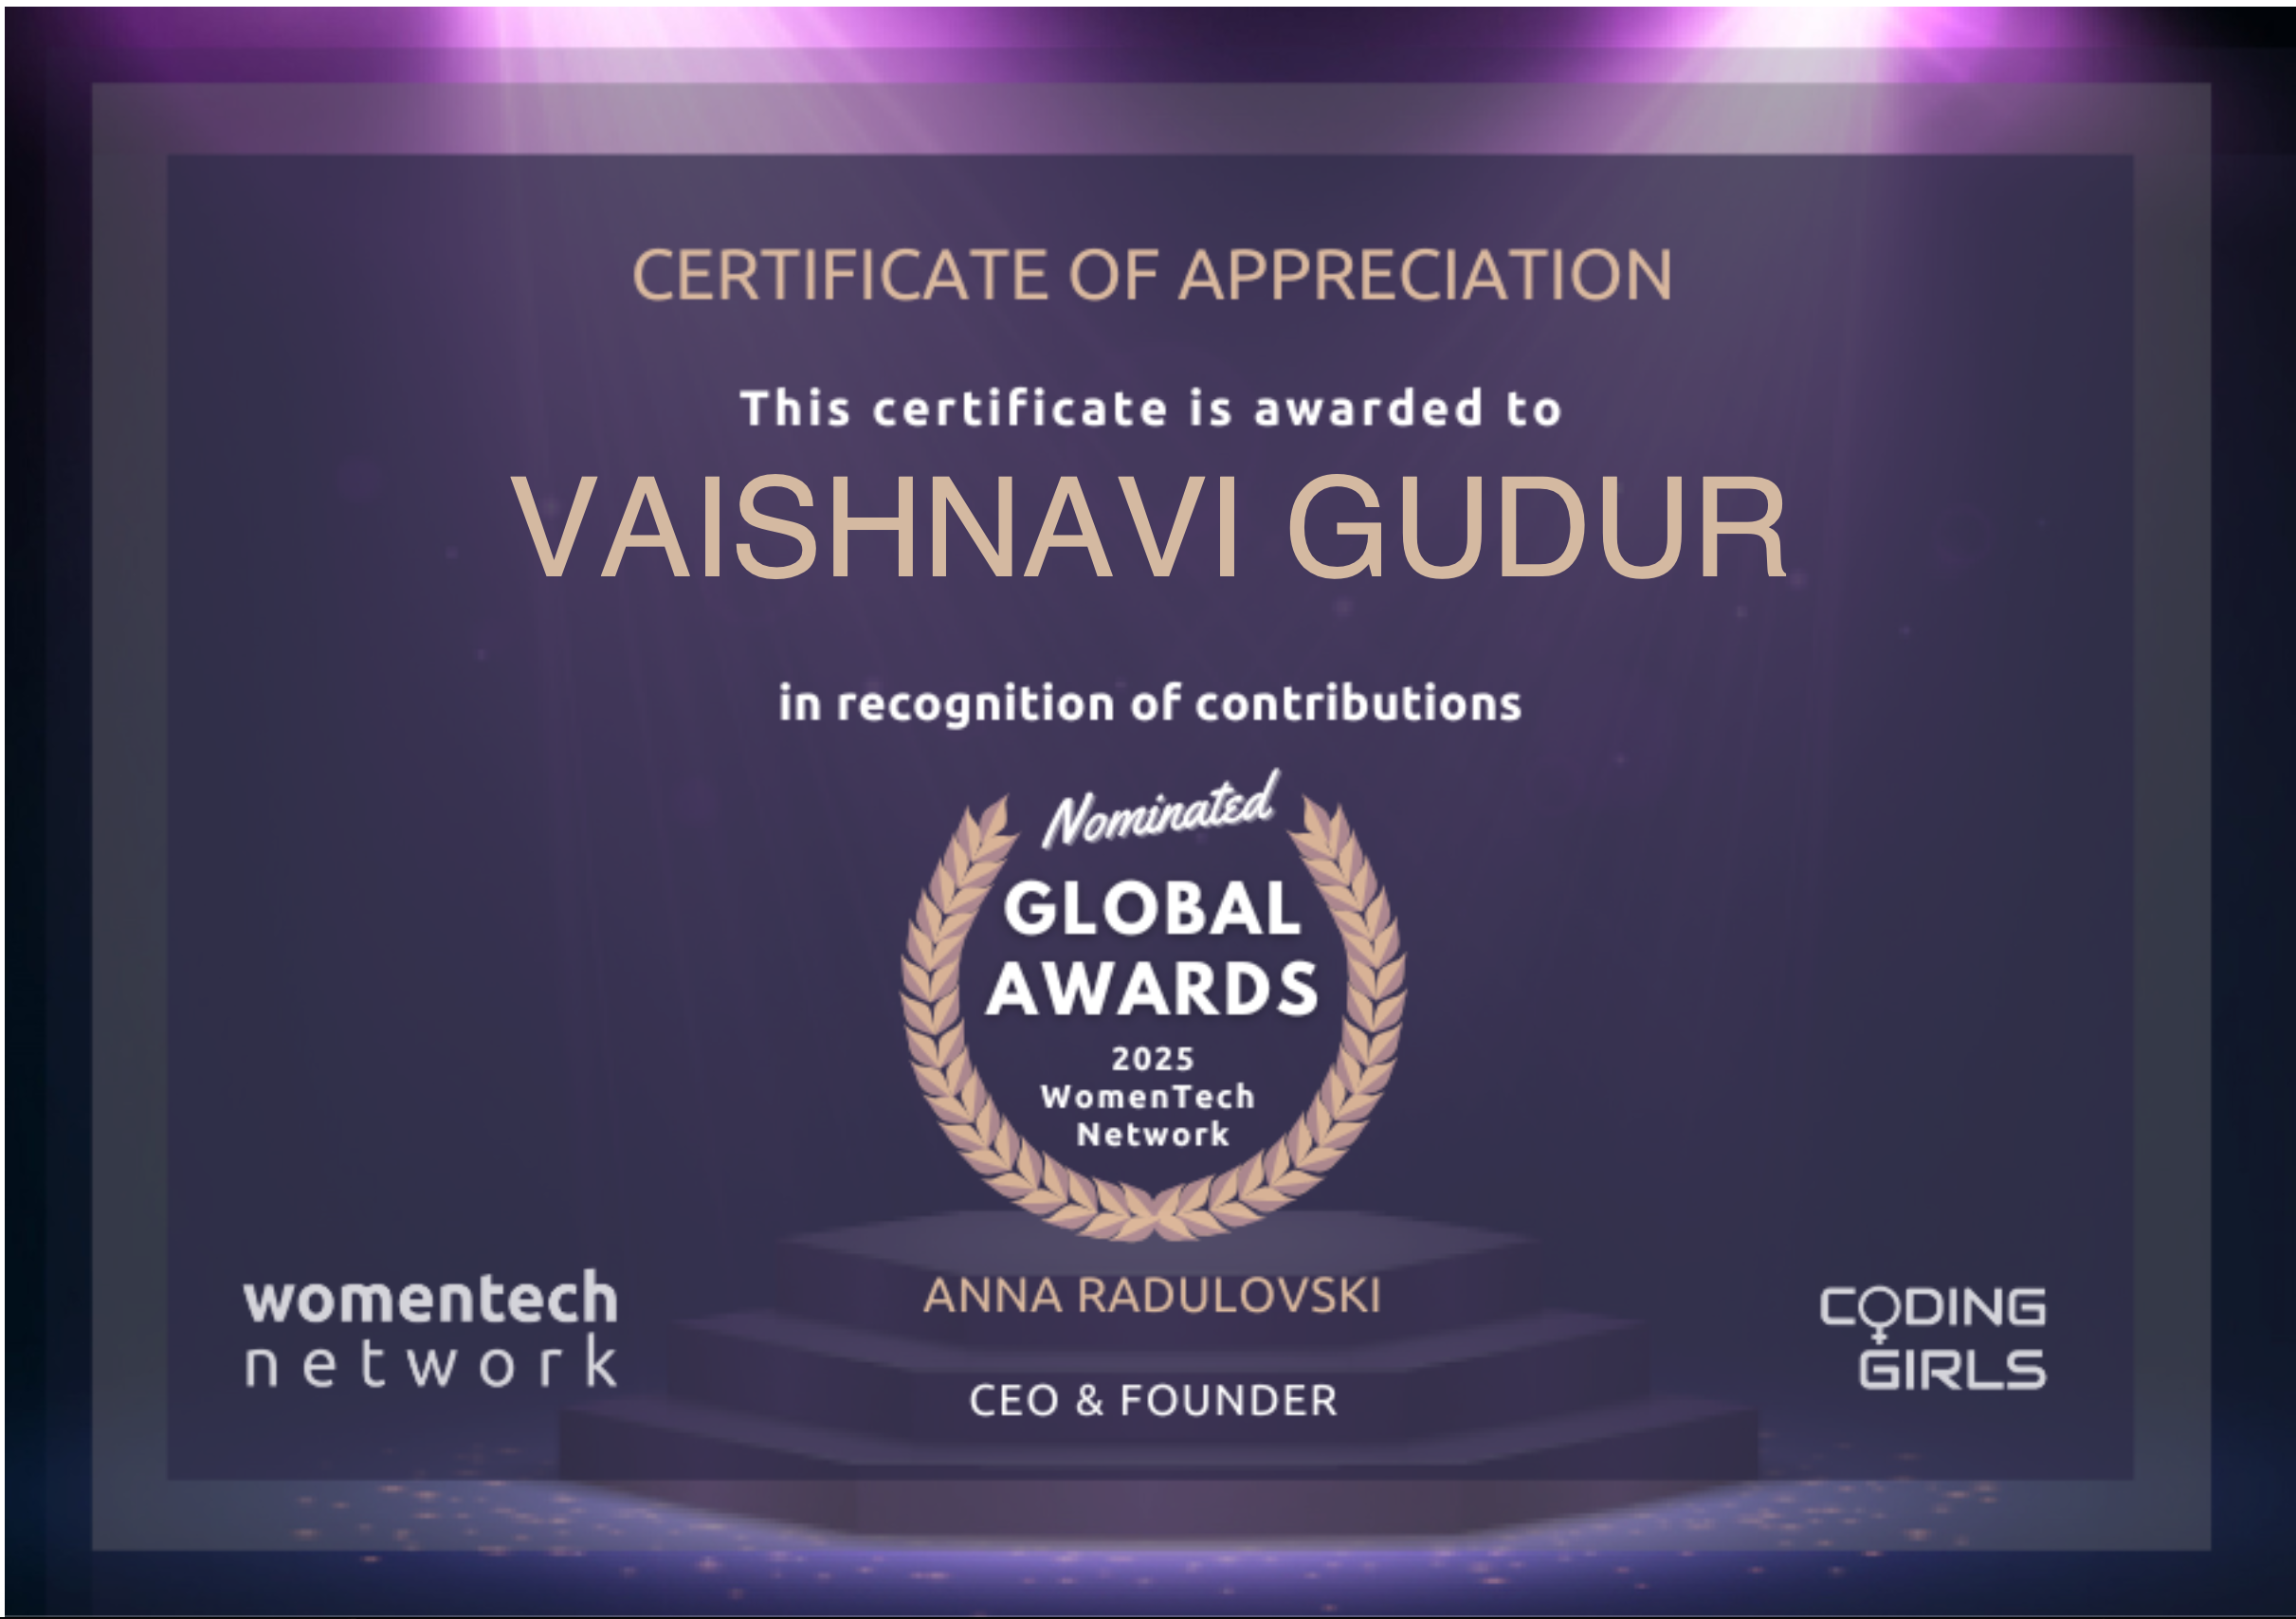 CERTIFICATE OF APPRECIATION
This certificate is awarded to
VAISHNAVI GUDUR
in recognition of contributions
Nominated
GLOBAL
AWARDS
2025
WomenTech
Network
ANNA RADULOVSKI
CEO & FOUNDER
womentech
network
CODING
GIRLS